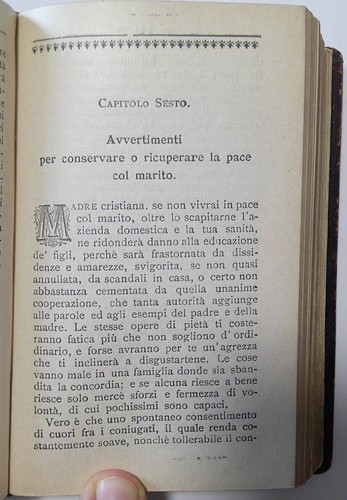 CAPITOLO SESTO.
Avvertimenti
per conservare o ricuperare la pace
col marito.
MADRE cristiana, se non vivrai in pace
col marito, oltre lo scapitarne l'a-
zienda domestica e la tua sanità,
ne ridonderà danno alla educazione
de' figli, perchè sarà frastornata da dissi-
denze e amarezze, svigorita, se non quasi
annullata, da scandali in casa, o certo non
abbastanza cementata da quella unanime
cooperazione, che tanta autorità aggiunge
alle parole ed agli esempi del padre e della
madre. Le stesse opere di pietà ti coste-
ranno fatica più che non sogliono d'or-
dinario, e forse avranno per te un'agrezza
che ti inclinerà a disgustartene. Le cose
vanno male in una famiglia donde sia ban-
dita la concordia; e se alcuna riesce a bene
riesce solo mercè sforzi e fermezza di vo-
lontà, di cui pochissimi sono capaci.
Vero è che uno spontaneo consentimento
di cuori fra i coniugati, il quale renda co-
stantemente soave, nonchè tollerabile il con-